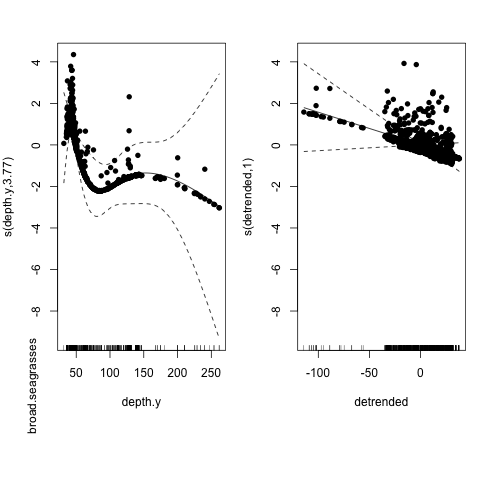 4
2
0
-2
-4
-6
-8
s(depth.y,3.77)
50 100 150 200 250
depth.y
broad.seagrasses
4
2
0
-2
-4
-6
-8
s(detrended,1)
-100 -50 0
detrended